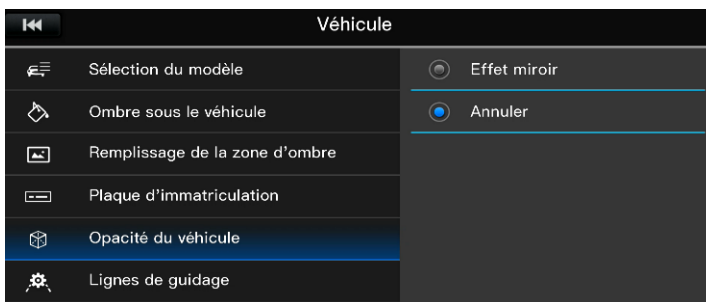 Véhicule
Sélection du modèle
Ombre sous le véhicule
Remplissage de la zone d'ombre
Plaque d'immatriculation
Opacité du véhicule
Lignes de guidage
Effet miroir
Annuler